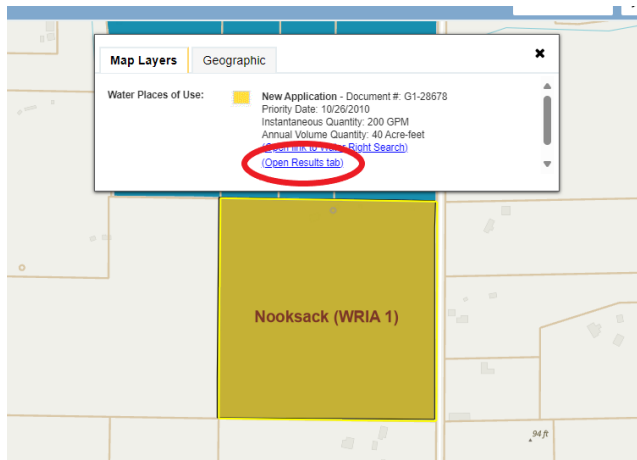 Map Layers
Geographic
Water Places of Use:
New Application - Document #: G1-28678
Priority Date: 10/26/2010
Instantaneous Quantity: 200 GPM
Annual Volume Quantity: 40 Acre-feet
(Open link to Water Right Search)
(Open Results tab)
Nooksack (WRIA 1)
94 ft